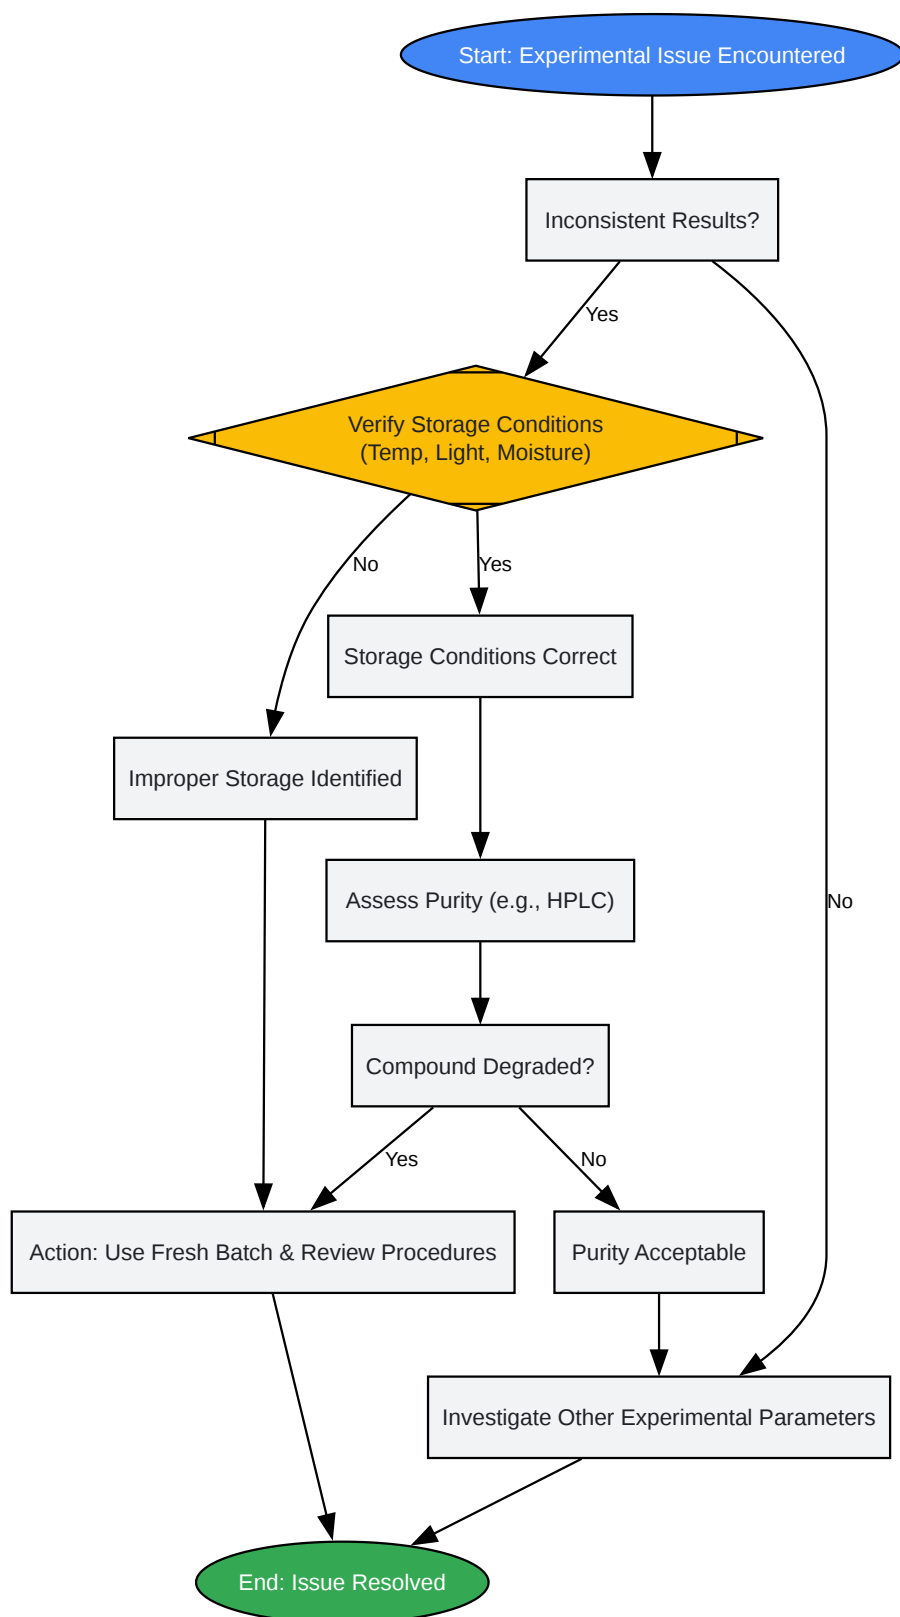 Start: Experimental Issue Encountered
Inconsistent Results?
Yes
Verify Storage Conditions
(Temp, Light, Moisture)
No
Yes
Storage Conditions Correct
Improper Storage Identified
Assess Purity (e.g., HPLC)
No
Compound Degraded?
Yes
No
Action: Use Fresh Batch & Review Procedures
Purity Acceptable
Investigate Other Experimental Parameters
End: Issue Resolved